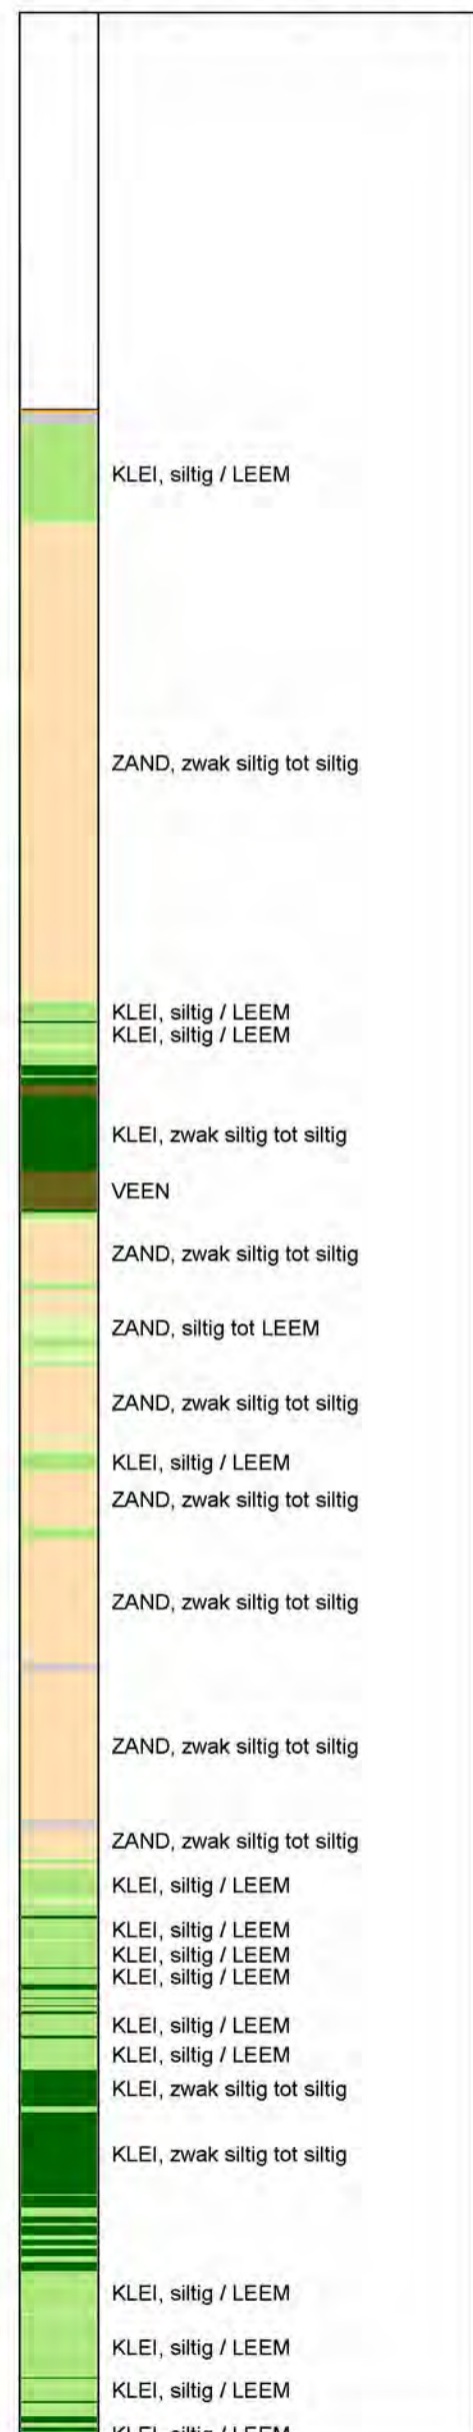 KLEI, siltig / LEEM
ZAND, zwak siltig tot siltig
KLEI, siltig / LEEM
KLEI, siltig / LEEM
KLEI, zwak siltig tot siltig
VEEN
ZAND, zwak siltig tot siltig
ZAND, siltig tot LEEM
ZAND, zwak siltig tot siltig
KLEI, siltig / LEEM
ZAND, zwak siltig tot siltig
ZAND, zwak siltig tot siltig
ZAND, zwak siltig tot siltig
ZAND, zwak siltig tot siltig
KLEI, siltig / LEEM
KLEI, siltig / LEEM
KLEI, siltig / LEEM
KLEI, siltig / LEEM
KLEI, siltig / LEEM
KLEI, siltig / LEEM
KLEI, zwak siltig tot siltig
KLEI, zwak siltig tot siltig
KLEI, siltig / LEEM
KLEI, siltig / LEEM
KLEI, siltig / LEEM
KLEI, siltig / LEEM